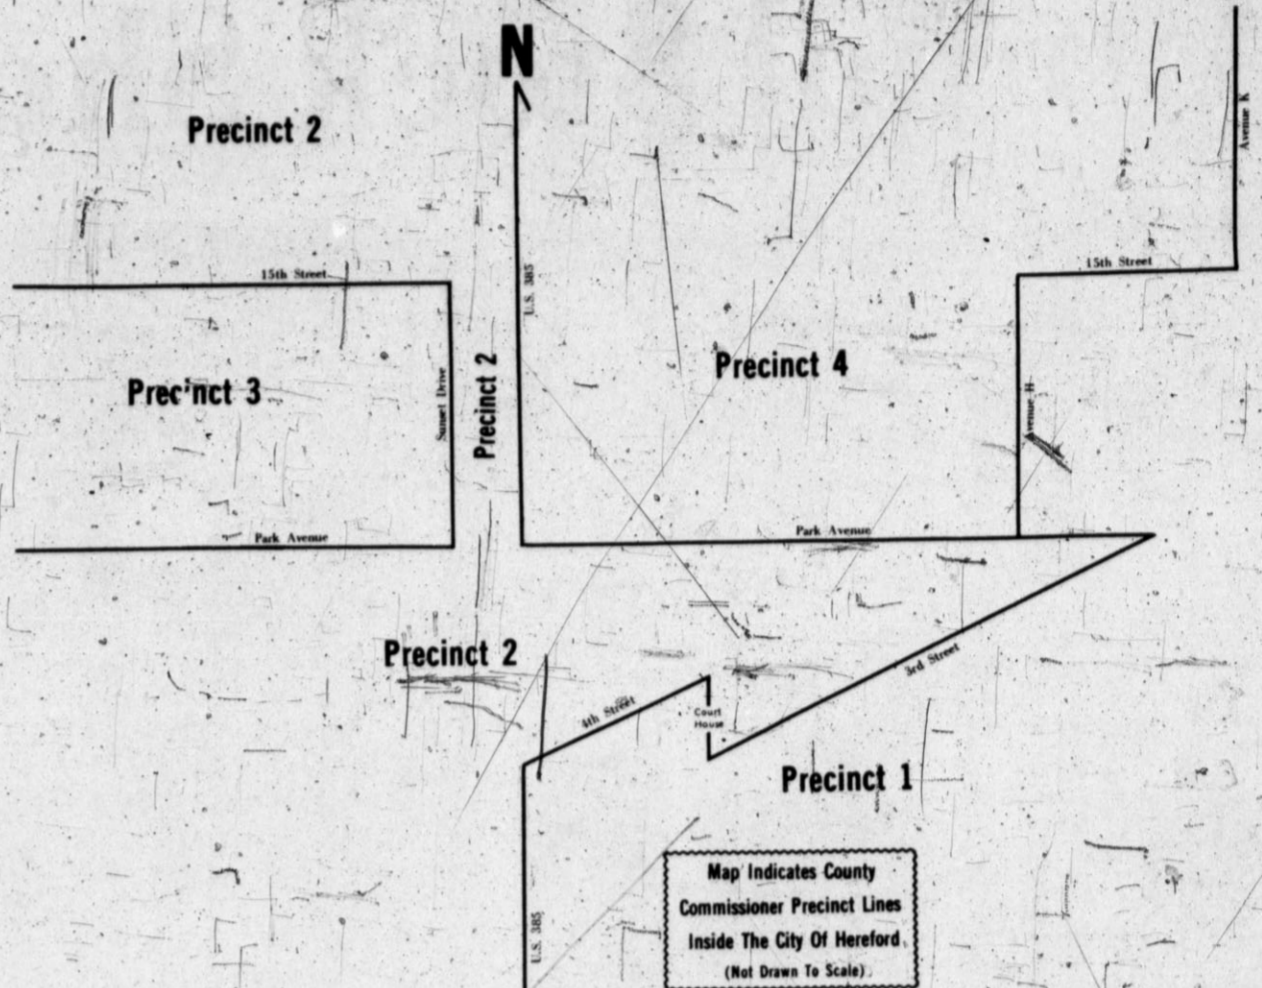 N
Precinct 2
Avenue K
15th Street
15th Street
U.S. 385
Precinct 2
Precinct 4
Prec'nct 3
Sunset Drive
Avenue H
Park Avenue
Park Avenue
Precinct 2
3rd Street
4th Street
Court
House
Precinct 1
Map Indicates County
Commissioner Precinct Lines
Inside The City Of Hereford
(Not Drawn To Scale)
U.S. 385